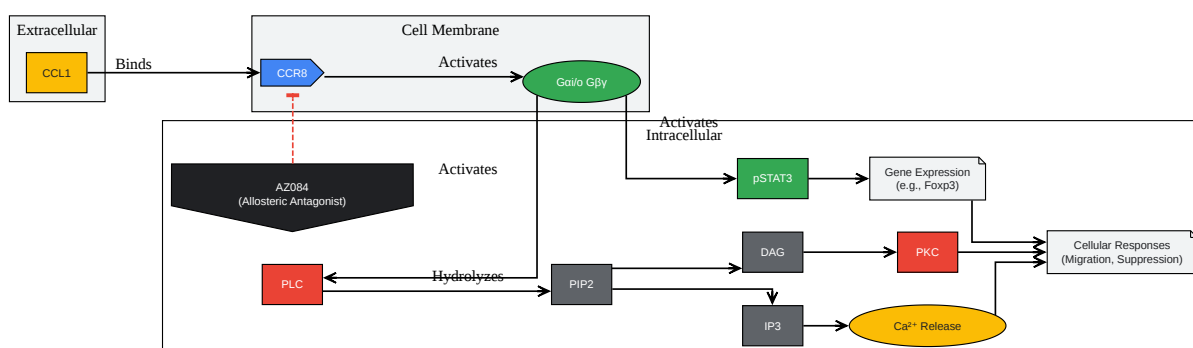 Extracellular
Cell Membrane
CCL1
Binds
CCR8
Activates
Gαi/o Gβγ
Activates
Intracellular
Activates
AZ084
(Allosteric Antagonist)
pSTAT3
Gene Expression
(e.g., Foxp3)
DAG
PKC
Cellular Responses
(Migration, Suppression)
PLC
Hydrolyzes
PIP2
IP3
Ca²⁺ Release